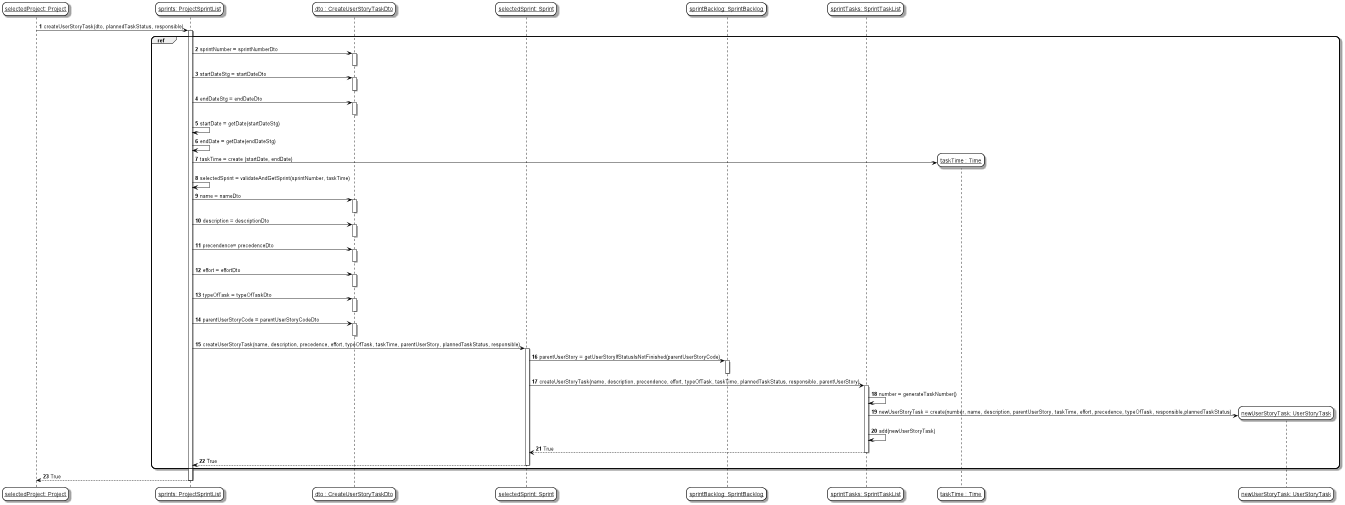 selectedProject: Project
sprints: ProjectSprintList
dto : CreateUserStoryTaskDto
selectedSprint: Sprint
sprintBacklog: SprintBacklog
sprintTasks: SprintTaskList
1 createUserStoryTask(dto, plannedTaskStatus, responsible)
ref
2 sprintNumber = sprintNumberDto
3 startDateStg = startDateDto
4 endDateStg = endDateDto
5 startDate = getDate(startDateStg)
6 endDate = getDate(endDateStg)
7 taskTime = create (startDate, endDate)
taskTime : Time
8 selectedSprint = validateAndGetSprint(sprintNumber, taskTime)
9 name = nameDto
10 description = descriptionDto
11 precendence= precedenceDto
12 effort = effortDto
13 typeOfTask = typeOfTaskDto
14 parentUserStoryCode = parentUserStoryCodeDto
15 createUserStoryTask(name, description, precedence, effort, typeOfTask, taskTime, parentUserStory, plannedTaskStatus, responsible)
16 parentUserStory = getUserStoryIfStatusIsNotFinished(parentUserStoryCode)
17 createUserStoryTask(name, description, precendence, effort, typeOfTask, taskTime, plannedTaskStatus, responsible, parentUserStory)
18 number = generateTaskNumber()
19 newUserStoryTask = create(number, name, description, parentUserStory, taskTime, effort, precedence, typeOfTask, responsible,plannedTaskStatus)
newUserStoryTask: UserStoryTask
20 add(newUserStoryTask)
21 True
22 True
23 True
selectedProject: Project
sprints: ProjectSprintList
dto : CreateUserStoryTaskDto
selectedSprint: Sprint
sprintBacklog: SprintBacklog
sprintTasks: SprintTaskList
taskTime : Time
newUserStoryTask: UserStoryTask